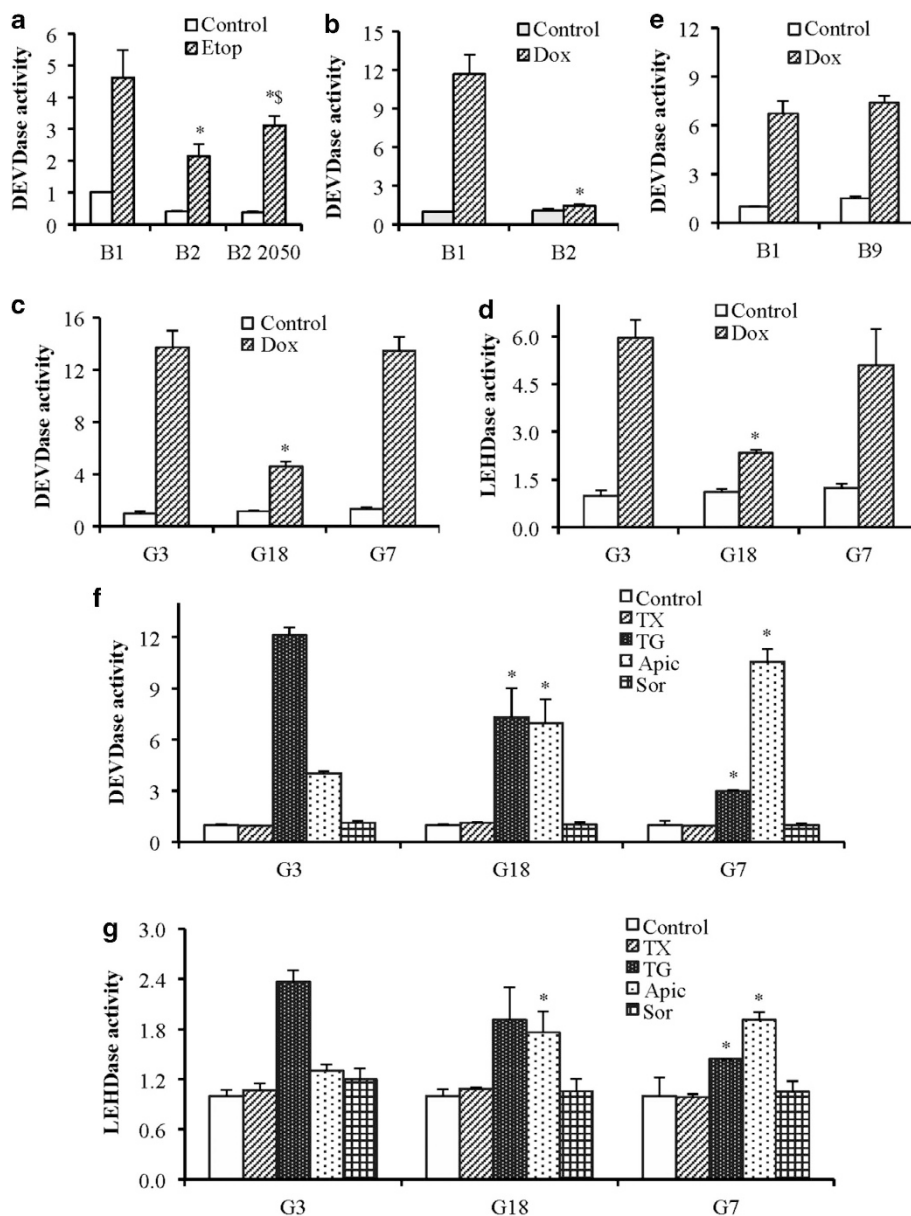 a
Control
Etop
DEVDase activity
6
5
4
3
2
1
0
*
*$
B1 B2 B2 2050
b
Control
Dox
DEVDase activity
15
12
9
6
3
0
*
B1 B2
e
Control
Dox
DEVDase activity
12
9
6
3
0
B1 B9
c
Control
Dox
DEVDase activity
16
12
8
4
0
*
G3 G18 G7
d
Control
Dox
LEHDase activity
6.0
4.5
3.0
1.5
0.0
*
G3 G18 G7
f
Control
TX
TG
Apic
Sor
DEVDase activity
12
9
6
3
0
* *
* *
G3 G18 G7
g
Control
TX
TG
Apic
Sor
LEHDase activity
3.0
2.4
1.8
1.2
0.6
0.0
*
* *
G3 G18 G7